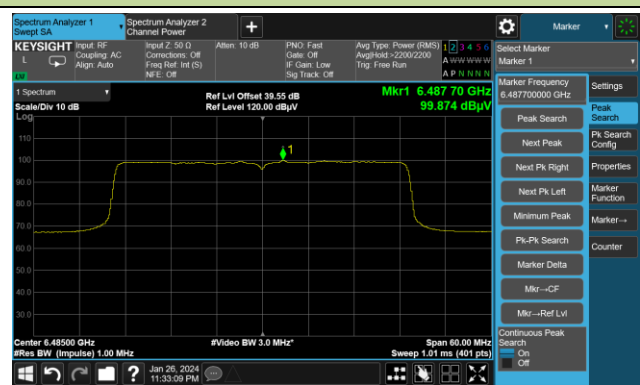 Spectrum Analyzer 1
Swept SA
Spectrum Analyzer 2
Channel Power
Marker
KEYSIGHT
L
LW
Input: RF
Coupling: AC
Align: Auto
Input Z: 50 Ω
Corrections: Off
Freq Ref: Int (S)
NFE: Off
Atten: 10 dB
PNO: Fast
Gate: Off
IF Gain: Low
Sig Track: Off
Avg Type: Power (RMS)
Avg|Hold:>2200/2200
Trig: Free Run
1 2 3 4 5 6
A W W W W W
A P N N N N
Select Marker
Marker 1
1 Spectrum
Scale/Div 10 dB
Ref Lvl Offset 39.55 dB
Ref Level 120.00 dBµV
Mkr1 6.487 70 GHz
99.874 dBµV
Log
110
100
90.0
80.0
70.0
60.0
50.0
40.0
30.0
1
Center 6.48500 GHz
#Res BW (Impulse) 1.00 MHz
#Video BW 3.0 MHz*
Span 60.00 MHz
Sweep 1.01 ms (401 pts)
Marker Frequency
6.487700000 GHz
Peak Search
Next Peak
Next Pk Right
Next Pk Left
Minimum Peak
Pk-Pk Search
Marker Delta
Mkr→CF
Mkr→Ref Lvl
Continuous Peak
Search
On
Off
Settings
Peak
Search
Pk Search
Config
Properties
Marker
Function
Marker→
Counter
?
Jan 26, 2024
11:33:09 PM